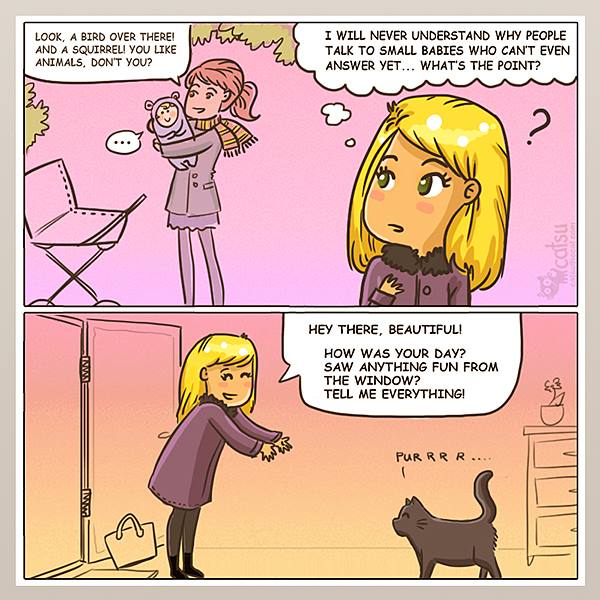 LOOK, A BIRD OVER THERE!
AND A SQUIRREL! YOU LIKE
ANIMALS, DON'T YOU?
...
I WILL NEVER UNDERSTAND WHY PEOPLE
TALK TO SMALL BABIES WHO CAN'T EVEN
ANSWER YET... WHAT'S THE POINT?
?
catsu
HEY THERE, BEAUTIFUL!
HOW WAS YOUR DAY?
SAW ANYTHING FUN FROM
THE WINDOW?
TELL ME EVERYTHING!
PURRRR....